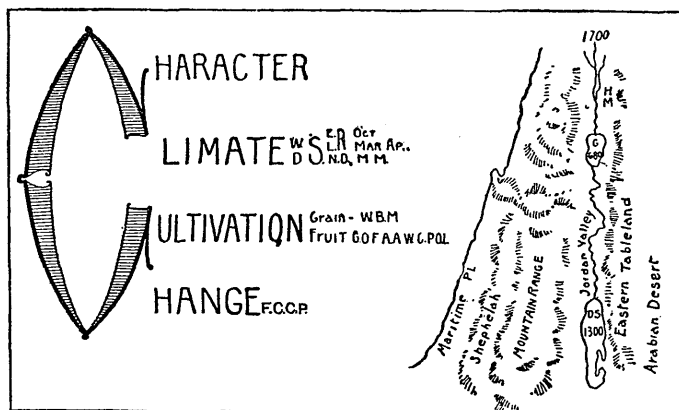 C
HARACTER
LIMATE W. D S. E.R Oct
L.R Mar Ap.
N.D, M M.
ULTIVATION Grain - W.B.M
Fruit G.O.F.A.A.W.G.P.Q.L
HANGE F.C.C.P.
1700
H
M
G
680
Maritime PL
Shephelah
MOUNTAIN RANGE
Jordan Valley
Eastern Tableland
Arabian Desert
DS
1300